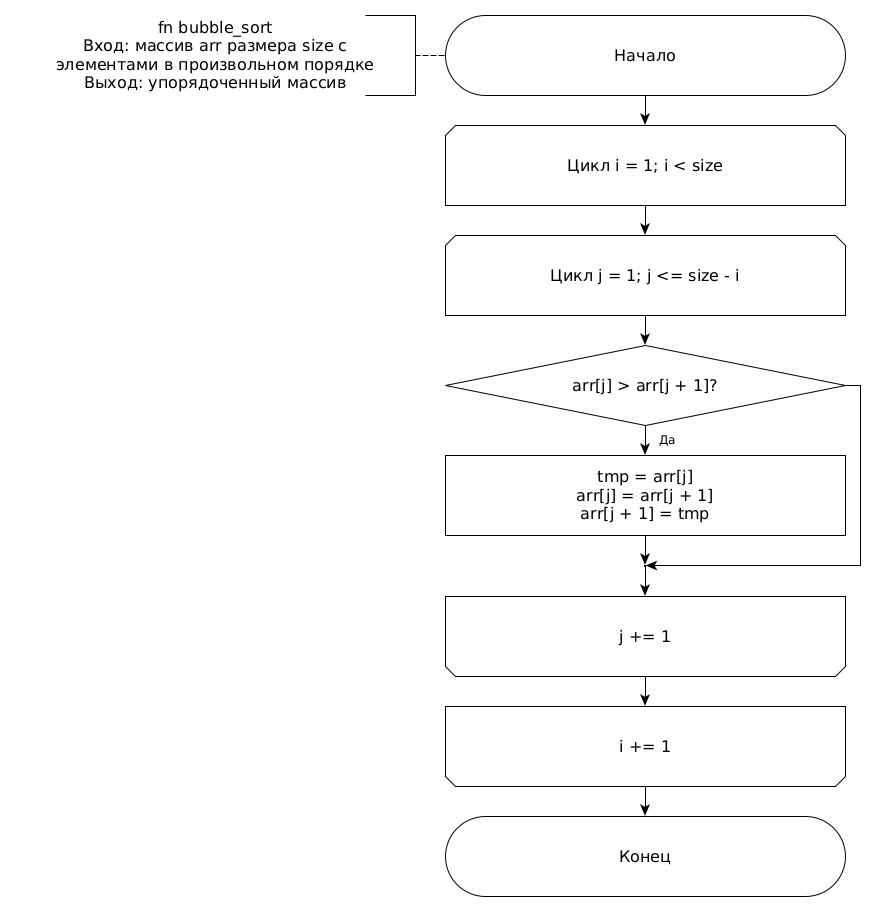 fn bubble_sort
Вход: массив arr размера size с
элементами в произвольном порядке
Выход: упорядоченный массив
Начало
Цикл i = 1; i < size
Цикл j = 1; j <= size - i
arr[j] > arr[j + 1]?
Да
tmp = arr[j]
arr[j] = arr[j + 1]
arr[j + 1] = tmp
j += 1
i += 1
Конец